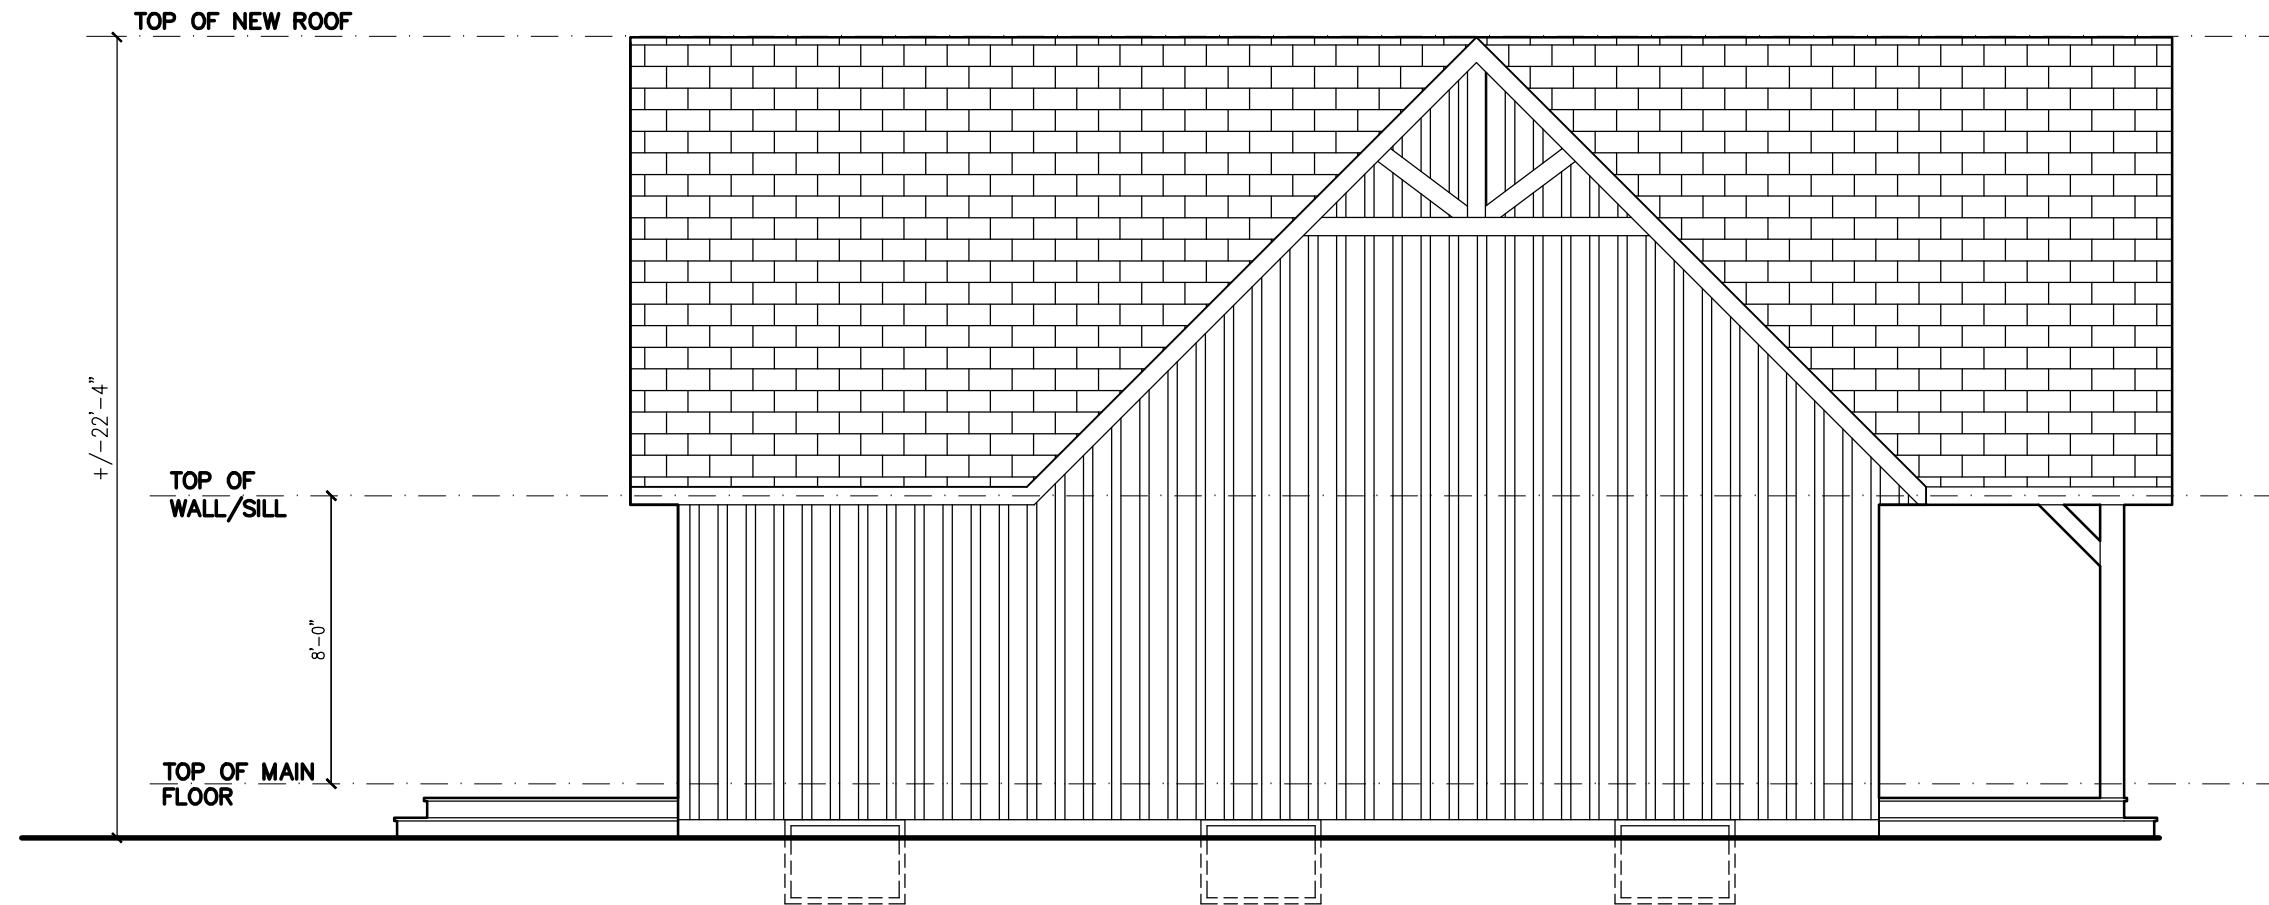 TOP OF NEW ROOF
+/-22'-4"
TOP OF
WALL/SILL
8'-0"
TOP OF MAIN
FLOOR